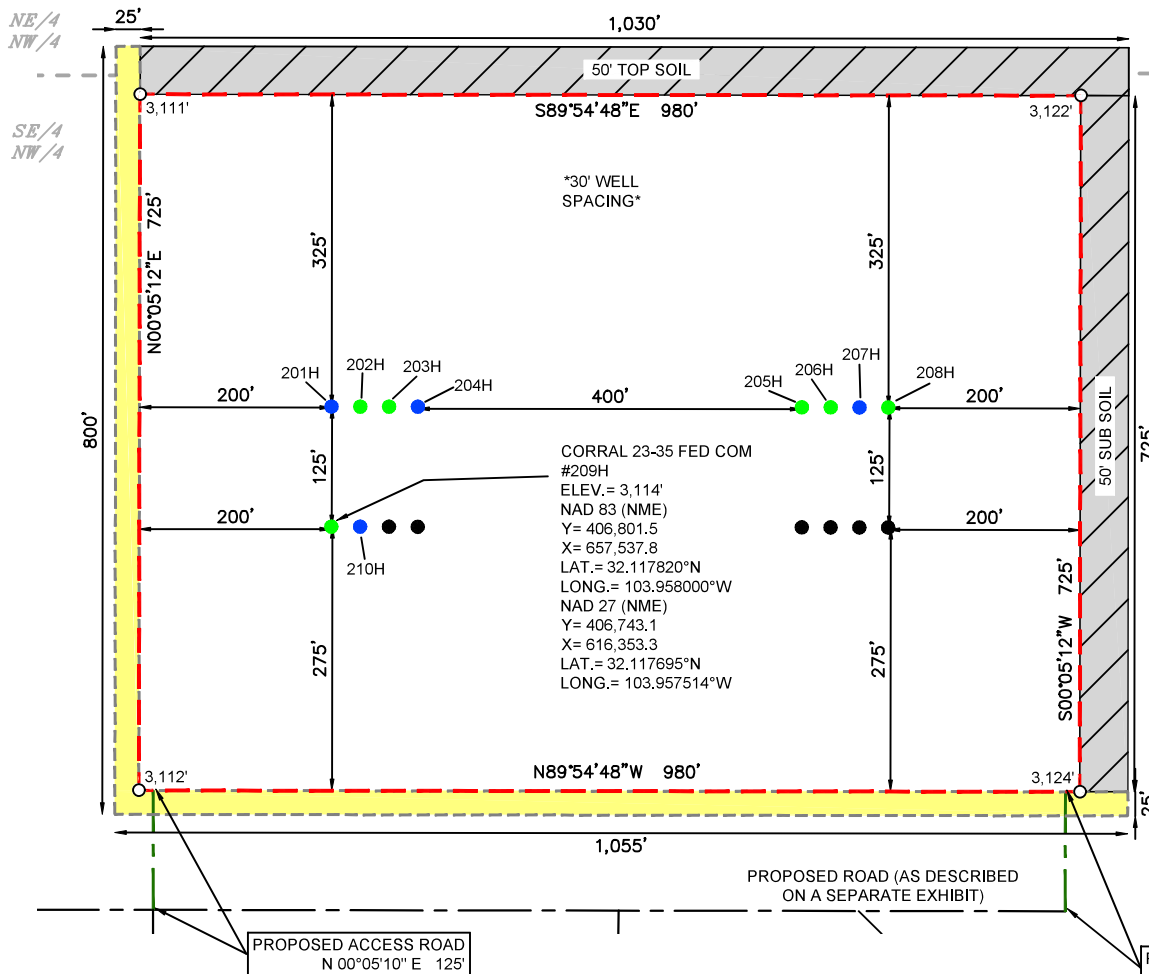 NE/4
NW/4
25'
1,030'
50' TOP SOIL
3,111'
S89°54'48"E 980'
3,122'
SE/4
NW/4
*30' WELL
SPACING*
N00°05'12"E 725'
325'
325'
201H
202H
203H
204H
205H
206H
207H
208H
200'
400'
200'
800'
50' SUB SOIL
725'
125'
125'
CORRAL 23-35 FED COM
#209H
ELEV.= 3,114'
NAD 83 (NME)
Y= 406,801.5
X= 657,537.8
LAT.= 32.117820°N
LONG.= 103.958000°W
NAD 27 (NME)
Y= 406,743.1
X= 616,353.3
LAT.= 32.117695°N
LONG.= 103.957514°W
200'
200'
210H
275'
275'
S00°05'12"W 725'
3,112'
N89°54'48"W 980'
3,124'
25'
1,055'
PROPOSED ROAD (AS DESCRIBED
ON A SEPARATE EXHIBIT)
PROPOSED ACCESS ROAD
N 00°05'10" E 125'